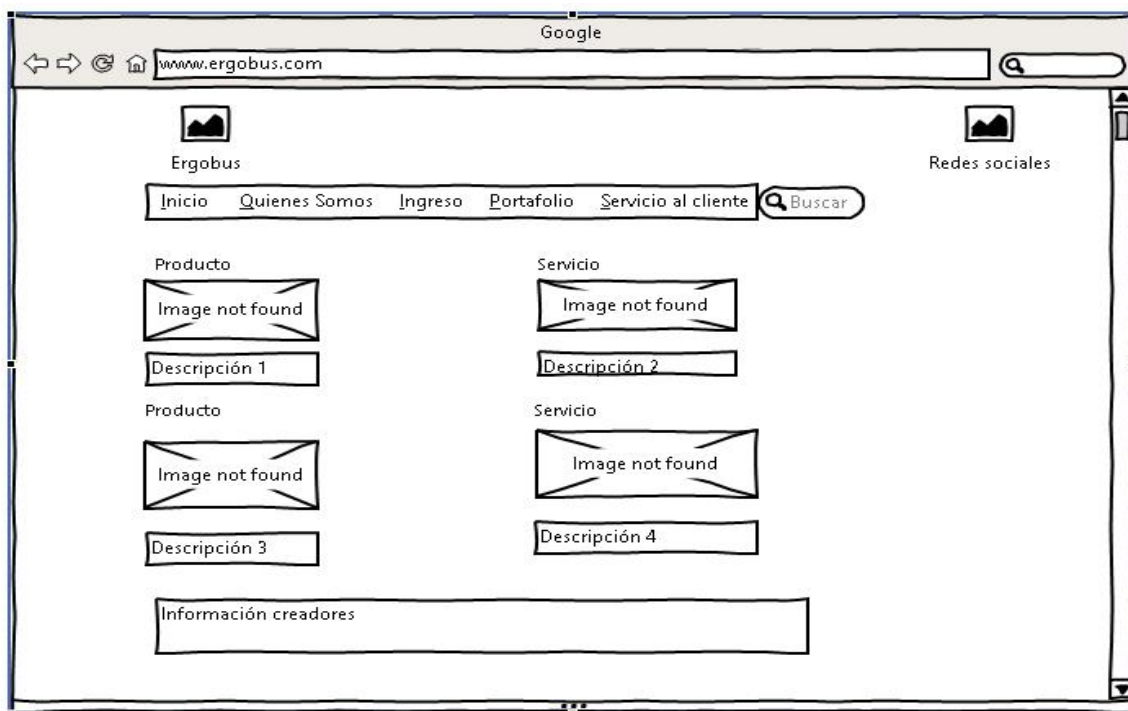 Google
www.ergobus.com
Ergobus
Redes sociales
Inicio Quienes Somos Ingreso Portafolio Servicio al cliente Buscar
Producto Servicio
Image not found Image not found
Descripción 1 Descripción 2
Producto Servicio
Image not found Image not found
Descripción 3 Descripción 4
Información creadores